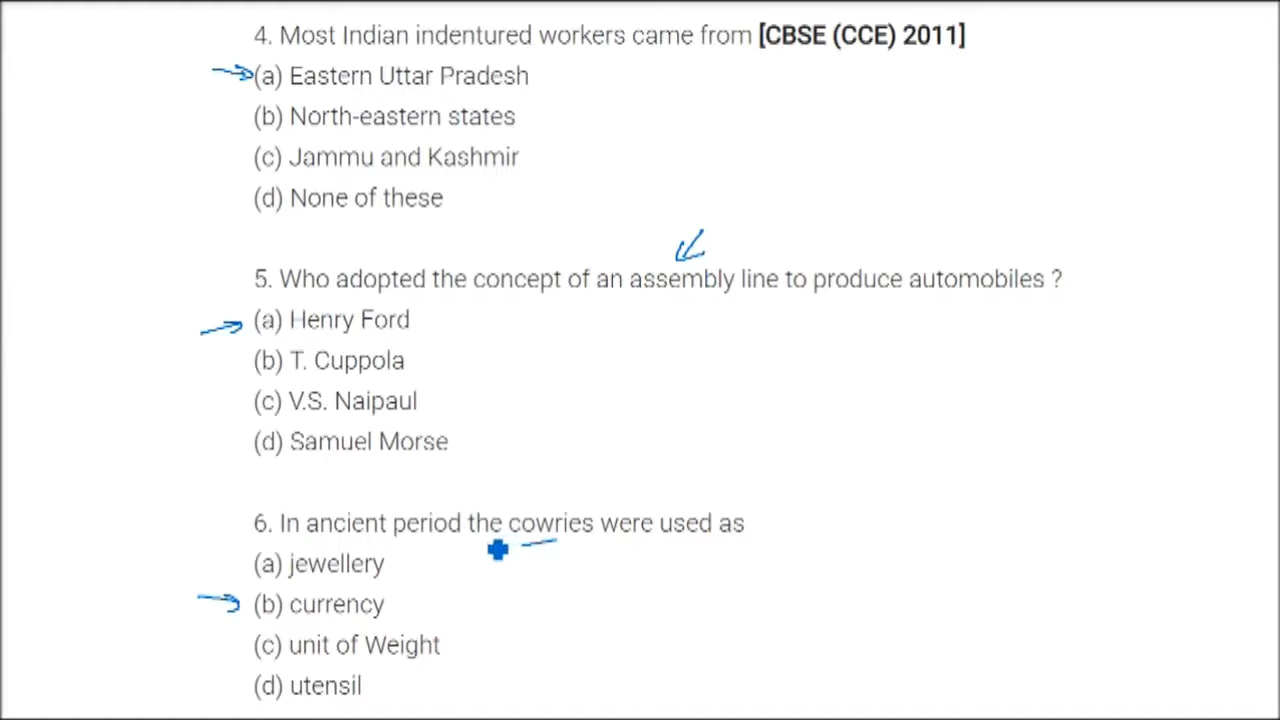 4. Most Indian indentured workers came from [CBSE (CCE) 2011]
(a) Eastern Uttar Pradesh
(b) North-eastern states
(c) Jammu and Kashmir
(d) None of these
5. Who adopted the concept of an assembly line to produce automobiles ?
(a) Henry Ford
(b) T. Cuppola
(c) V.S. Naipaul
(d) Samuel Morse
6. In ancient period the cowries were used as
(a) jewellery
(b) currency
(c) unit of Weight
(d) utensil